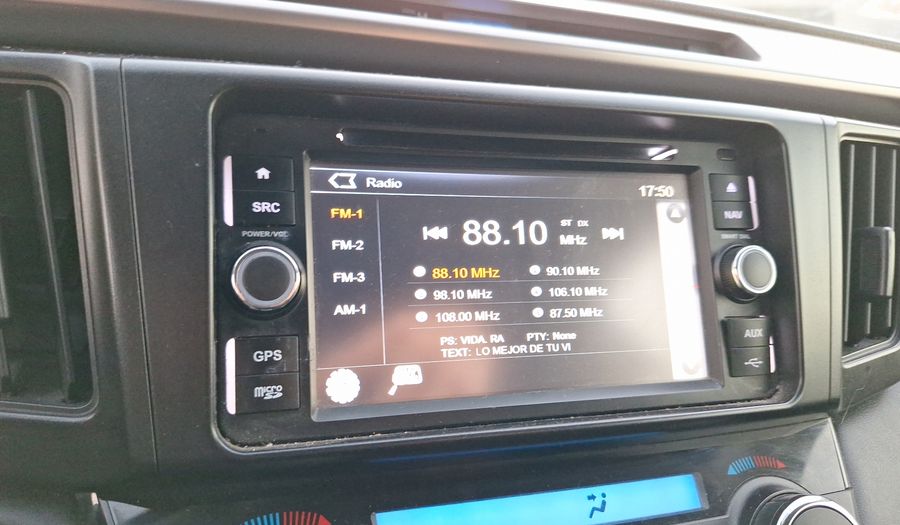 Radio
17:50
SRC
POWER/VOL
GPS
micro SD
FM-1
FM-2
FM-3
AM-1
88.10 MHz
ST DX
88.10 MHz
90.10 MHz
98.10 MHz
106.10 MHz
108.00 MHz
87.50 MHz
PS: VIDA. RA PTY: None
TEXT: LO MEJOR DE TU VI
NAV
AUX